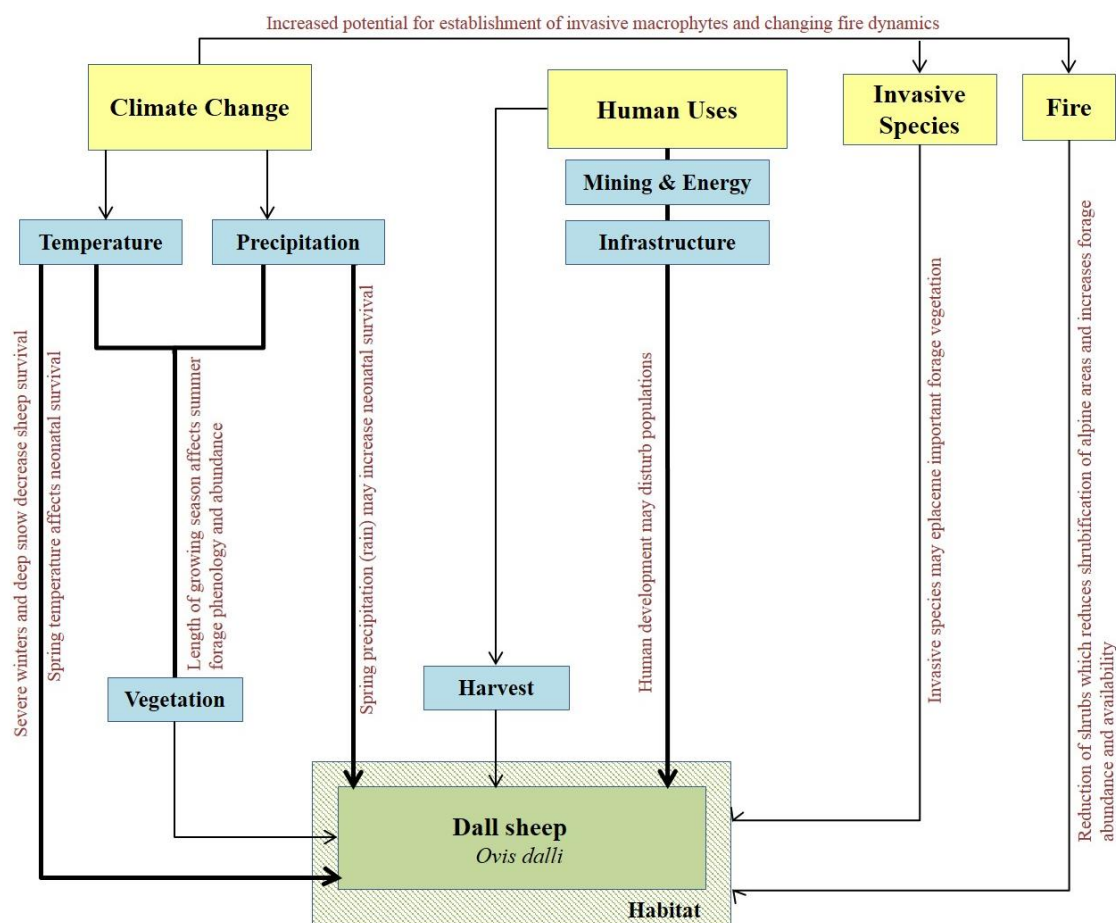 Increased potential for establishment of invasive macrophytes and changing fire dynamics
Climate Change
Human Uses
Invasive
Species
Fire
Mining & Energy
Temperature
Precipitation
Infrastructure
Severe winters and deep snow decrease sheep survival
Spring temperature affects neonatal survival
Length of growing season affects summer
forage phenology and abundance
Spring precipitation (rain) may increase neonatal survival
Human development may disturb populations
Invasive species may eplaceme important forage vegetation
Reduction of shrubs which reduces shrubification of alpine areas and increases forage
abundance and availability
Vegetation
Harvest
Dall sheep
Ovis dalli
Habitat